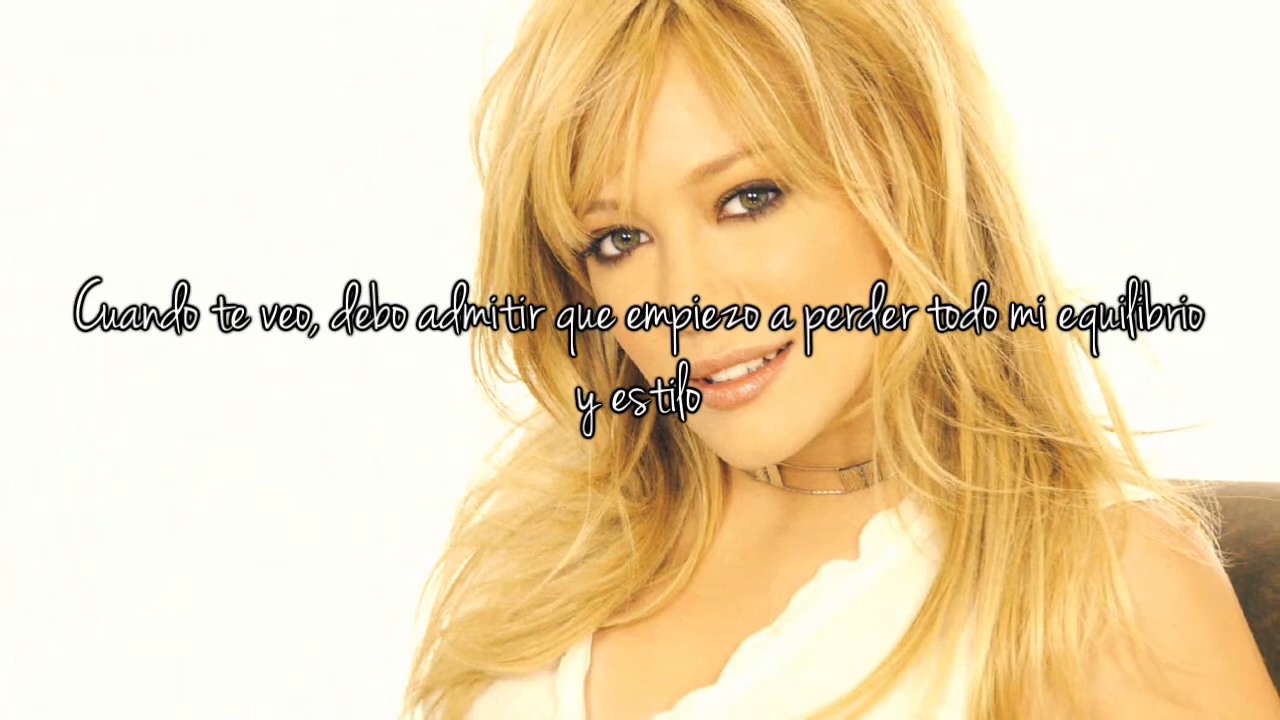 Cuando te veo, debo admitir que empiezo a perder todo mi equilibrio
y estilo